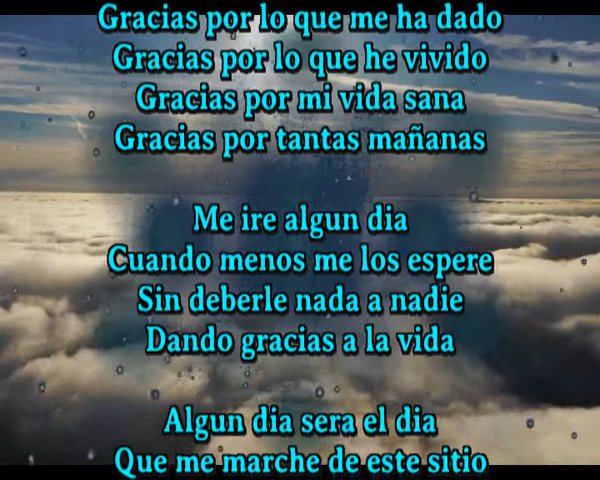 Gracias por lo que me ha dado
Gracias por lo que he vivido
Gracias por mi vida sana
Gracias por tantas mañanas
Me ire algun dia
Cuando menos me los espere
Sin deberle nada a nadie
Dando gracias a la vida
Algun dia sera el dia
Que me marche de este sitio